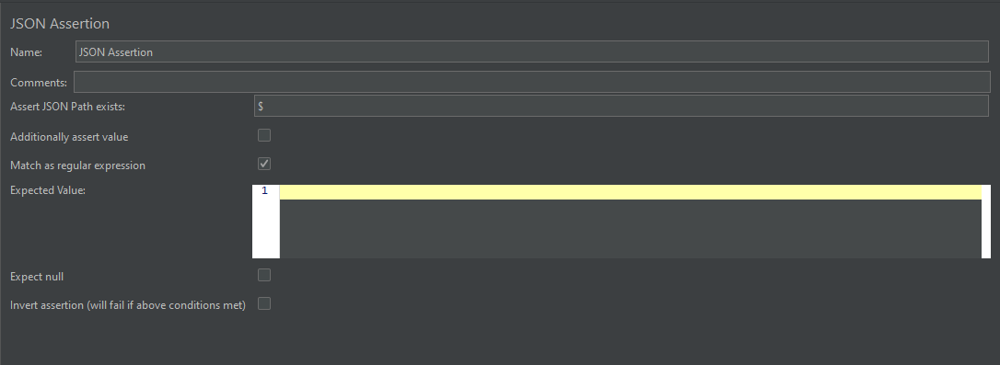 JSON Assertion
Name: JSON Assertion
Comments:
Assert JSON Path exists: $
Additionally assert value
Match as regular expression
Expected Value: 1
Expect null
Invert assertion (will fail if above conditions met)